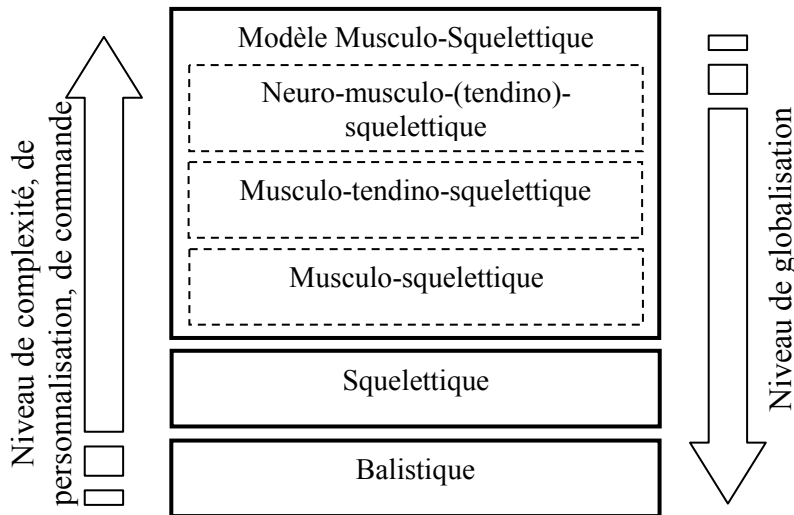 Modèle Musculo-Squelettique
Neuro-musculo-(tendino)-
squelettique
Musculo-tendino-squelettique
Musculo-squelettique
Squelettique
Balistique
Niveau de complexité, de
personnalisation, de commande
Niveau de globalisation